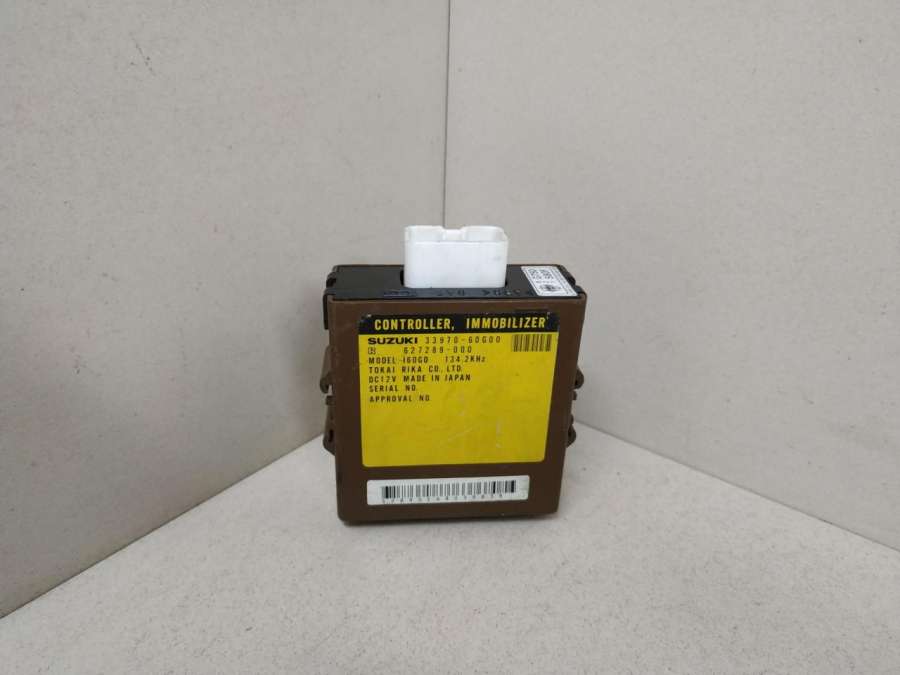 CONTROLLER, IMMOBILIZER
SUZUKI 33970-60G00
627289-000
MODEL-I60G0 134.2KHz
TOKAI RIKA CO., LTD.
DC12V MADE IN JAPAN
SERIAL NO.
APPROVAL NO.